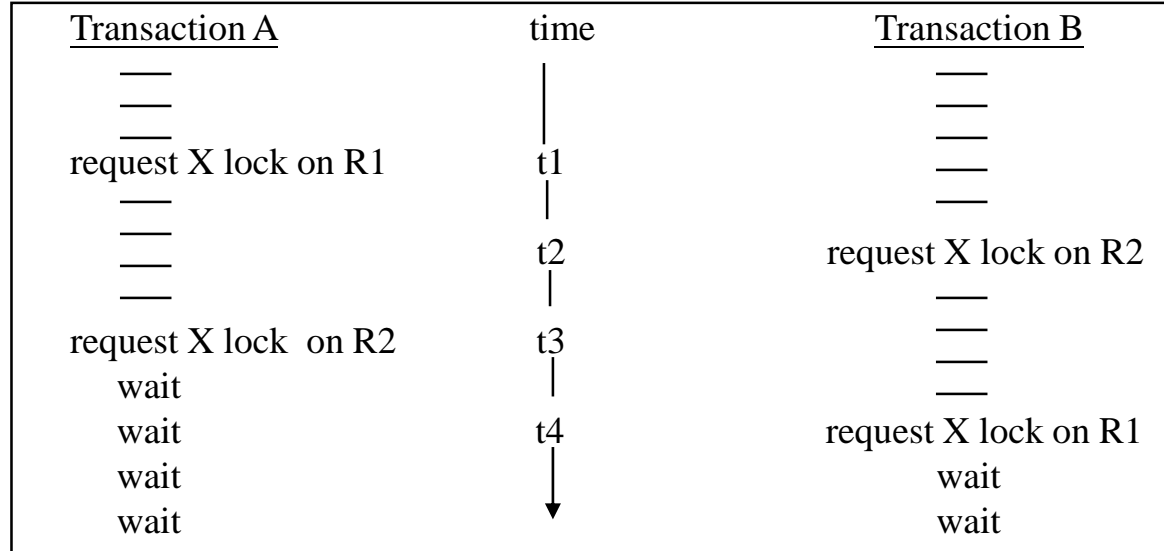 Transaction A time Transaction B
request X lock on R1 t1
t2 request X lock on R2
request X lock on R2 t3
wait
wait t4 request X lock on R1
wait wait
wait wait